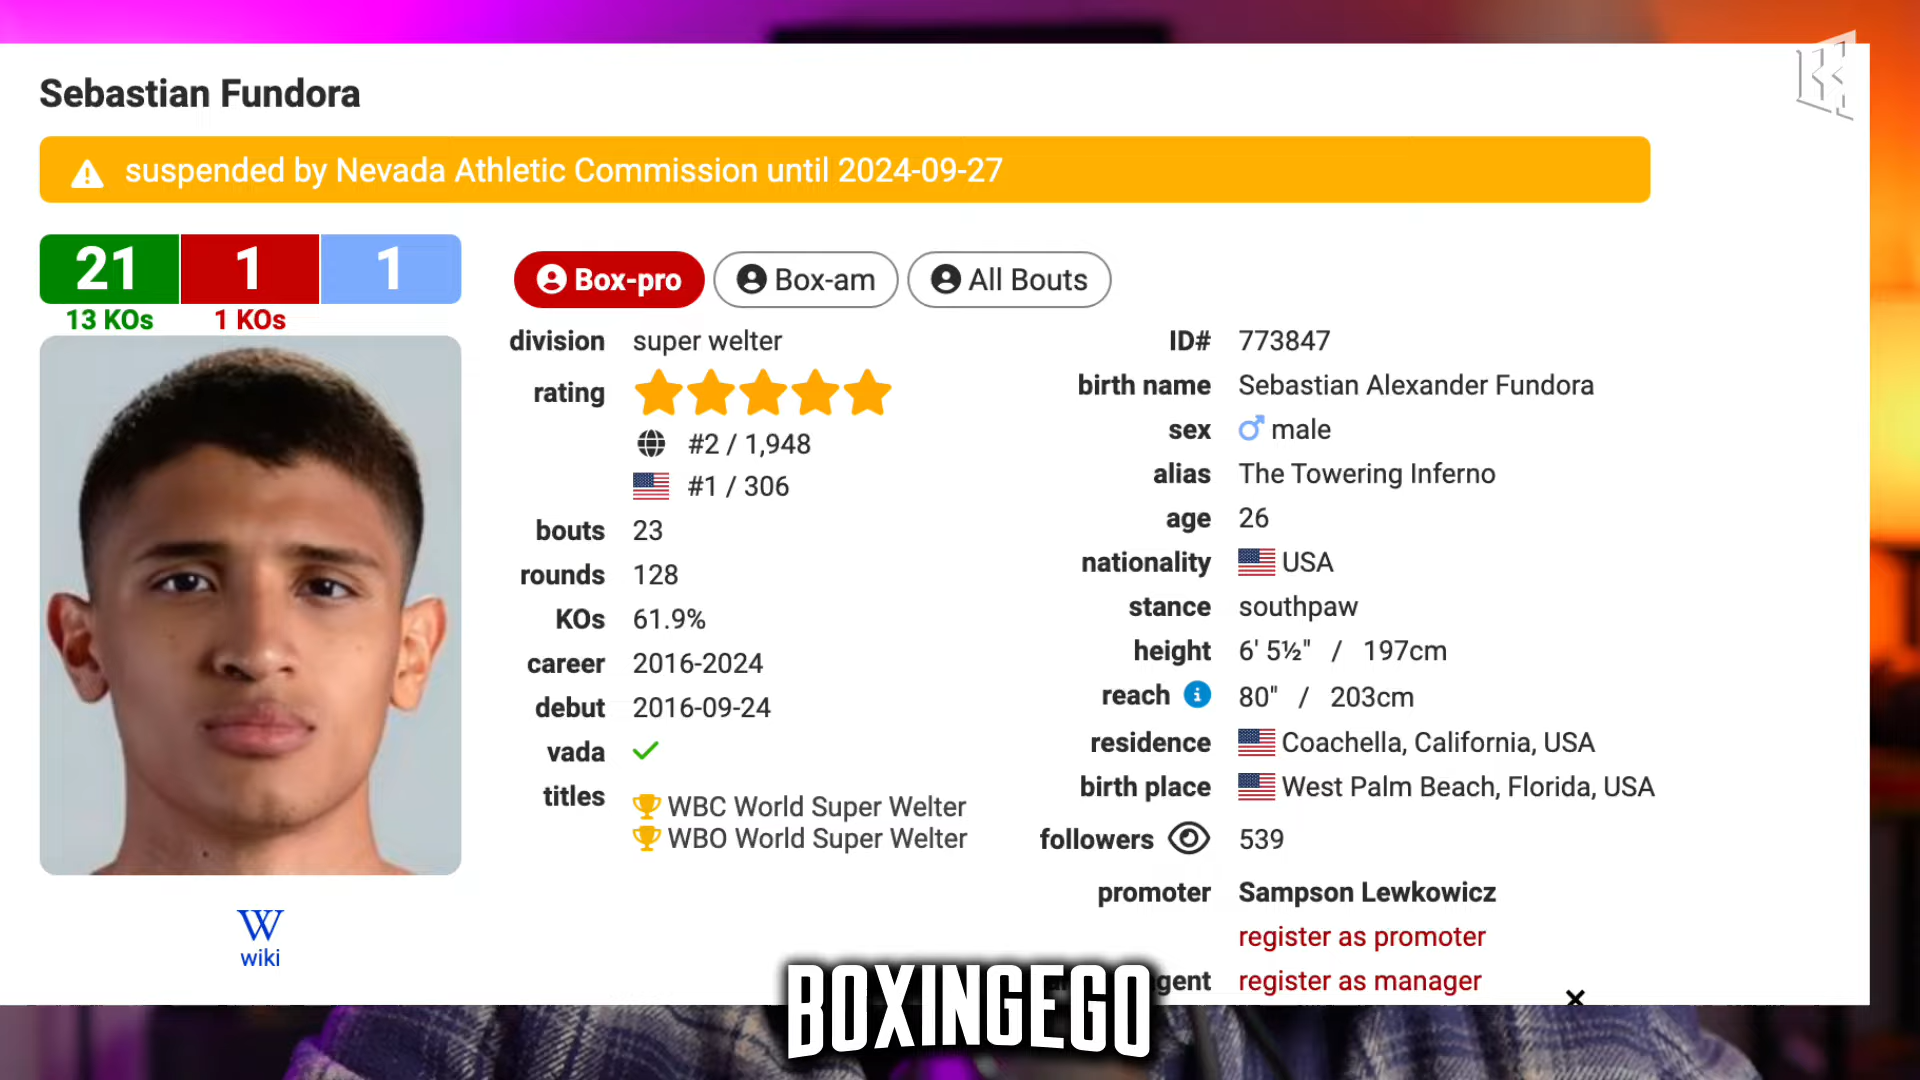 Sebastian Fundora
suspended by Nevada Athletic Commission until 2024-09-27
21 1 1
13 KOs 1 KOs
Box-pro Box-am All Bouts
division super welter
rating
#2 / 1,948
#1 / 306
bouts 23
rounds 128
KOs 61.9%
career 2016-2024
debut 2016-09-24
vada
titles WBC World Super Welter
WBO World Super Welter
ID# 773847
birth name Sebastian Alexander Fundora
sex male
alias The Towering Inferno
age 26
nationality USA
stance southpaw
height 6' 5½" / 197cm
reach 80" / 203cm
residence Coachella, California, USA
birth place West Palm Beach, Florida, USA
followers 539
promoter Sampson Lewkowicz
register as promoter
register as manager
W
wiki
BOXINGEGO